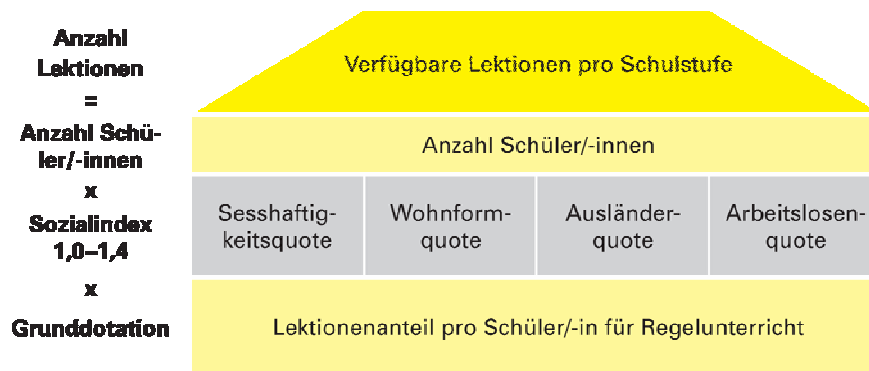 Anzahl
Lektionen
=
Anzahl Schü-
ler/-innen
x
Sozialindex
1,0–1,4
x
Grunddotation
Verfügbare Lektionen pro Schulstufe
Anzahl Schüler/-innen
Sesshaftig-
keitsquote
Wohnform-
quote
Ausländer-
quote
Arbeitslosen-
quote
Lektionenanteil pro Schüler/-in für Regelunterricht